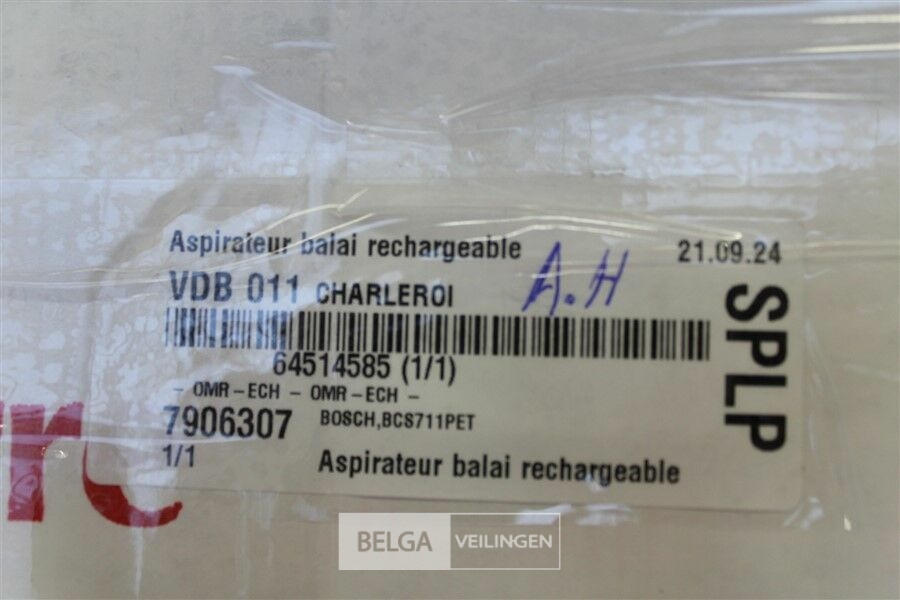 Aspirateur balai rechargeable
21.09.24
VDB 011 CHARLEROI
A.H
64514585 (1/1)
- OMR-ECH - OMR-ECH -
7906307 BOSCH,BCS711PET
1/1 Aspirateur balai rechargeable
SPLP
BELGA VEILINGEN